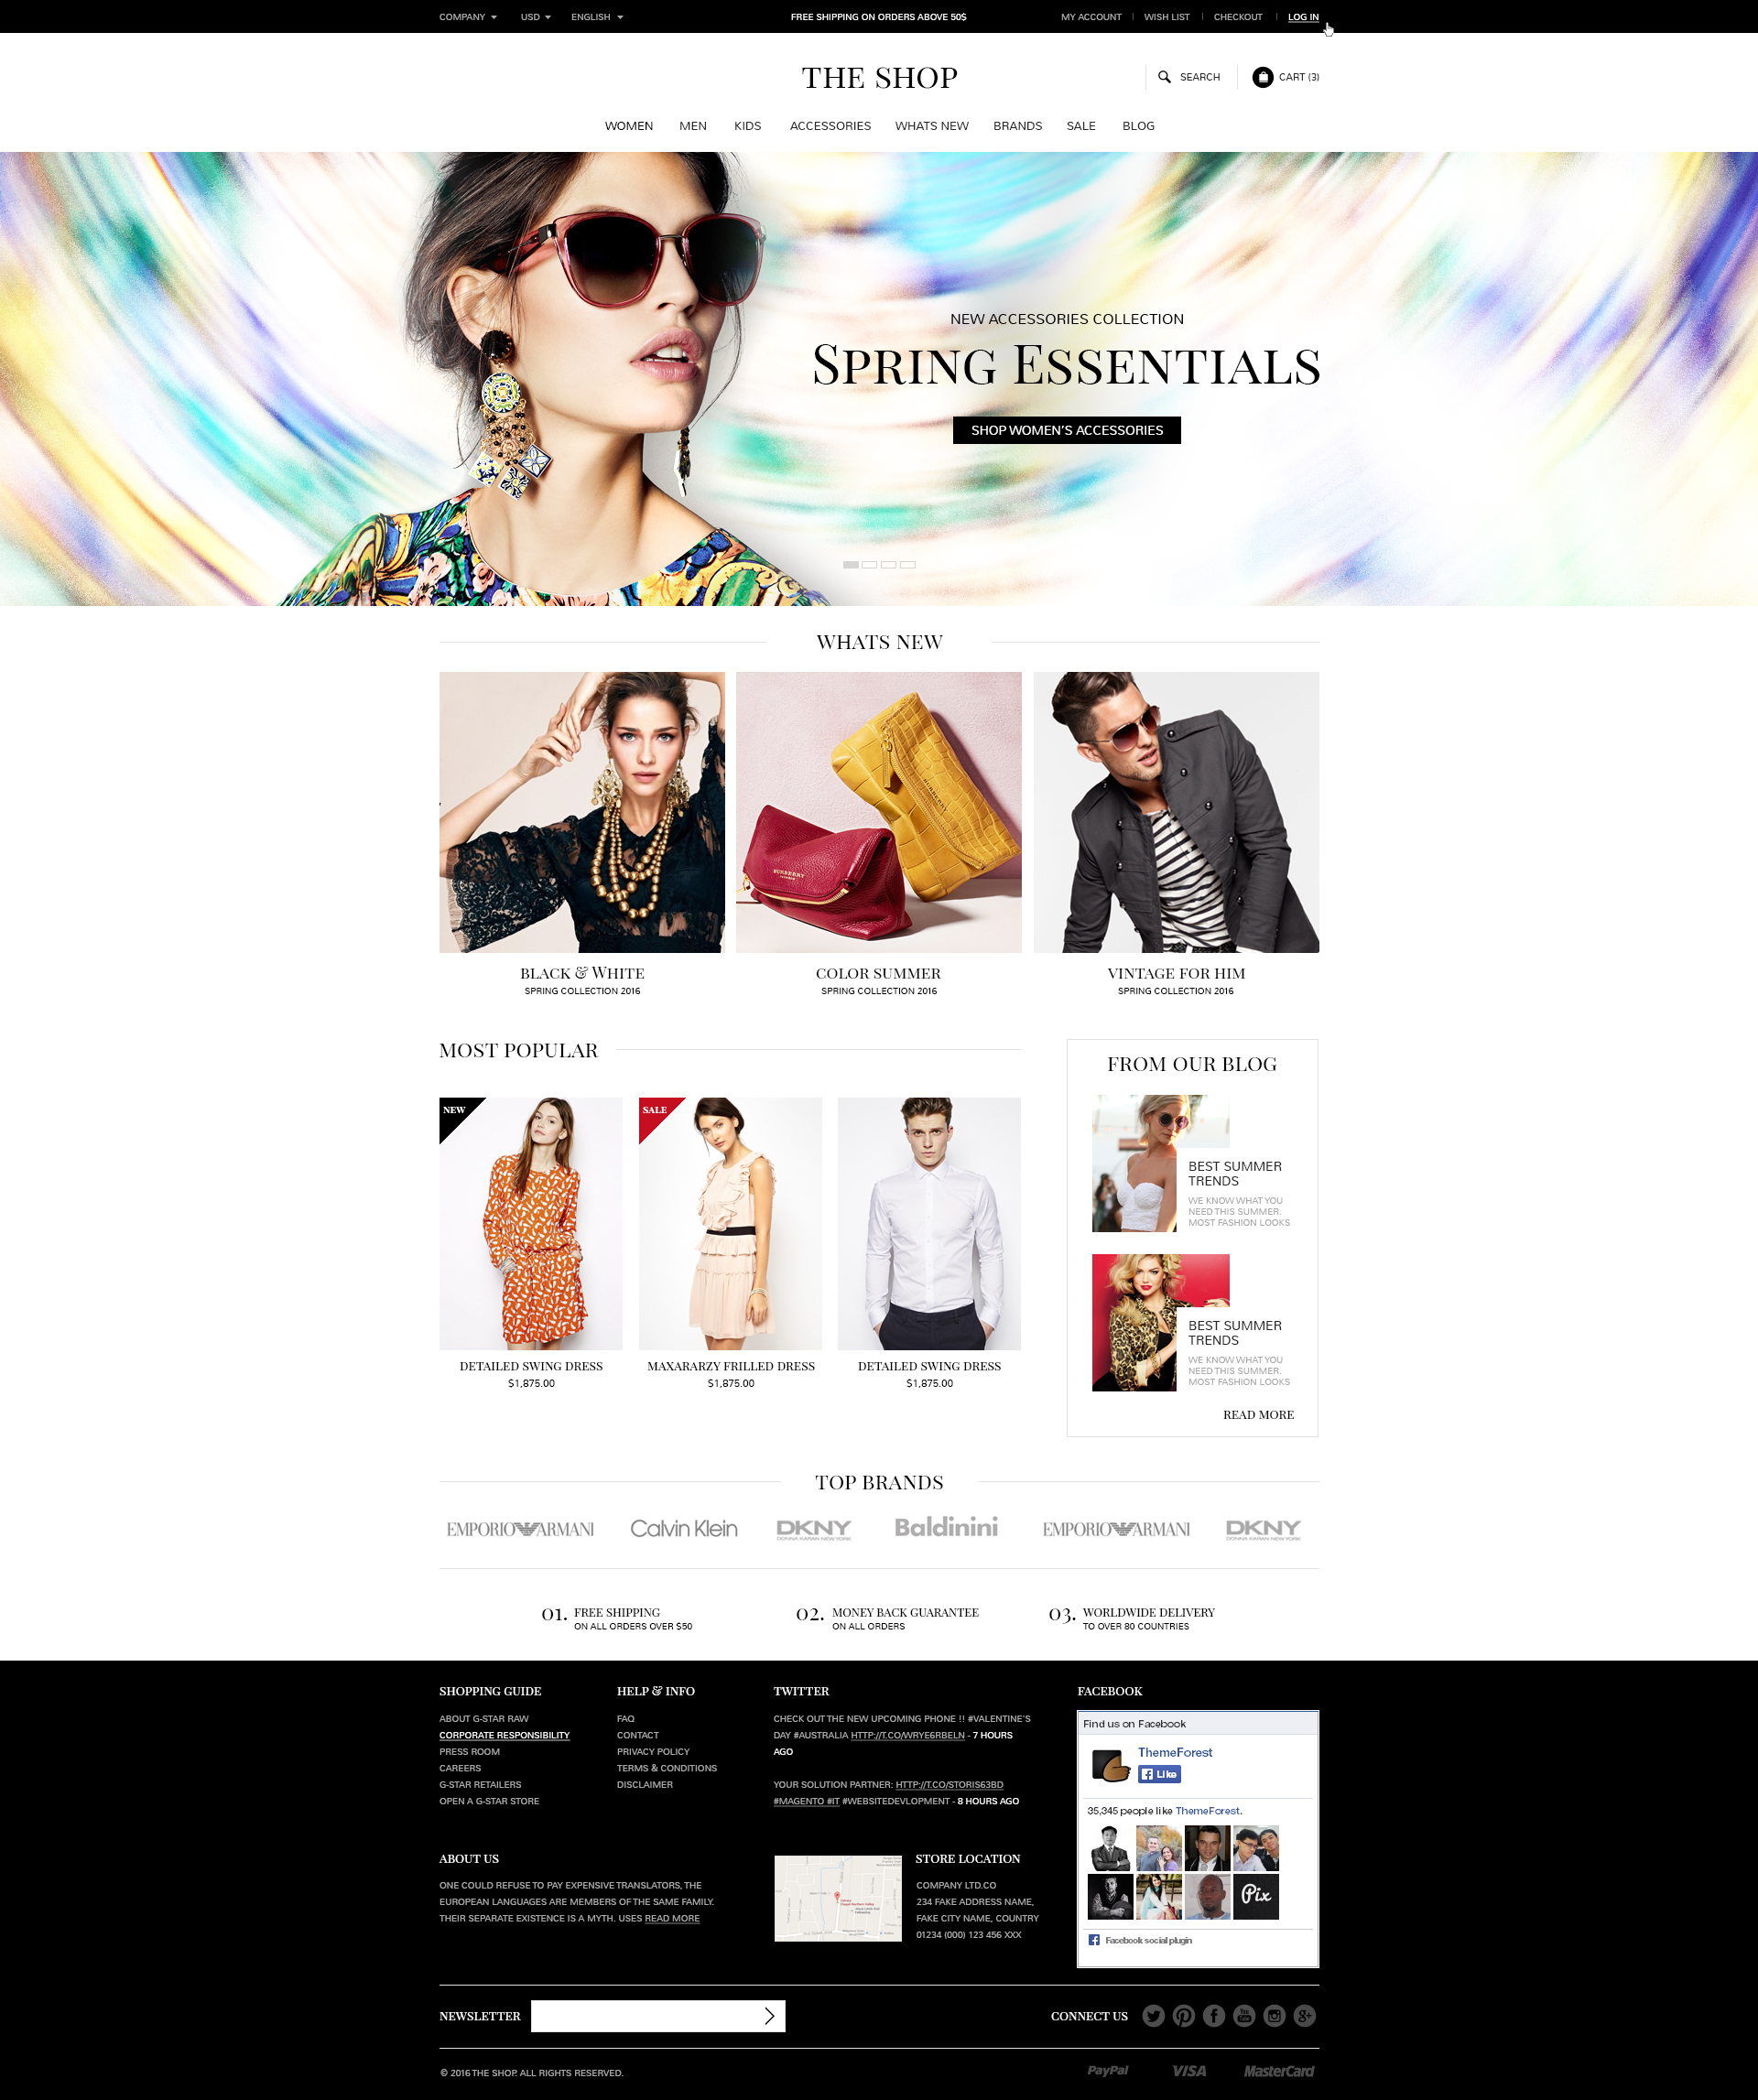 COMPANY USD ENGLISH FREE SHIPPING ON ORDERS ABOVE 50$ MY ACCOUNT WISH LIST CHECKOUT LOG IN
THE SHOP
SEARCH CART (3)
WOMEN MEN KIDS ACCESSORIES WHATS NEW BRANDS SALE BLOG
NEW ACCESSORIES COLLECTION
SPRING ESSENTIALS
SHOP WOMEN'S ACCESSORIES
WHATS NEW
BURBERRY
BURBERRY
BLACK & WHITE
SPRING COLLECTION 2016
COLOR SUMMER
SPRING COLLECTION 2016
VINTAGE FOR HIM
SPRING COLLECTION 2016
MOST POPULAR
NEW
SALE
DETAILED SWING DRESS
$1,875.00
MAXARARZY FRILLED DRESS
$1,875.00
DETAILED SWING DRESS
$1,875.00
FROM OUR BLOG
BEST SUMMER
TRENDS
WE KNOW WHAT YOU
NEED THIS SUMMER.
MOST FASHION LOOKS
BEST SUMMER
TRENDS
WE KNOW WHAT YOU
NEED THIS SUMMER.
MOST FASHION LOOKS
READ MORE
TOP BRANDS
EMPORIO ARMANI
Calvin Klein
DKNY
DONNA KARAN NEW YORK
Baldinini
EMPORIO ARMANI
DKNY
DONNA KARAN NEW YORK
01. FREE SHIPPING
ON ALL ORDERS OVER $50
02. MONEY BACK GUARANTEE
ON ALL ORDERS
03. WORLDWIDE DELIVERY
TO OVER 80 COUNTRIES
SHOPPING GUIDE
ABOUT G-STAR RAW
CORPORATE RESPONSIBILITY
PRESS ROOM
CAREERS
G-STAR RETAILERS
OPEN A G-STAR STORE
HELP & INFO
FAQ
CONTACT
PRIVACY POLICY
TERMS & CONDITIONS
DISCLAIMER
TWITTER
CHECK OUT THE NEW UPCOMING PHONE !! #VALENTINE'S
DAY #AUSTRALIA HTTP://T.CO/WRYE6RBELN - 7 HOURS
AGO
YOUR SOLUTION PARTNER: HTTP://T.CO/STORIS63BD
#MAGENTO #IT #WEBSITEDEVLOPMENT - 8 HOURS AGO
FACEBOOK
Find us on Facebook
ThemeForest
Like
35,345 people like ThemeForest.
Pix
Facebook social plugin
ABOUT US
ONE COULD REFUSE TO PAY EXPENSIVE TRANSLATORS, THE
EUROPEAN LANGUAGES ARE MEMBERS OF THE SAME FAMILY.
THEIR SEPARATE EXISTENCE IS A MYTH. USES READ MORE
STORE LOCATION
COMPANY LTD.CO
234 FAKE ADDRESS NAME,
FAKE CITY NAME, COUNTRY
01234 (000) 123 456 XXX
NEWSLETTER
CONNECT US
You Tube
© 2016 THE SHOP. ALL RIGHTS RESERVED.
PayPal VISA MasterCard